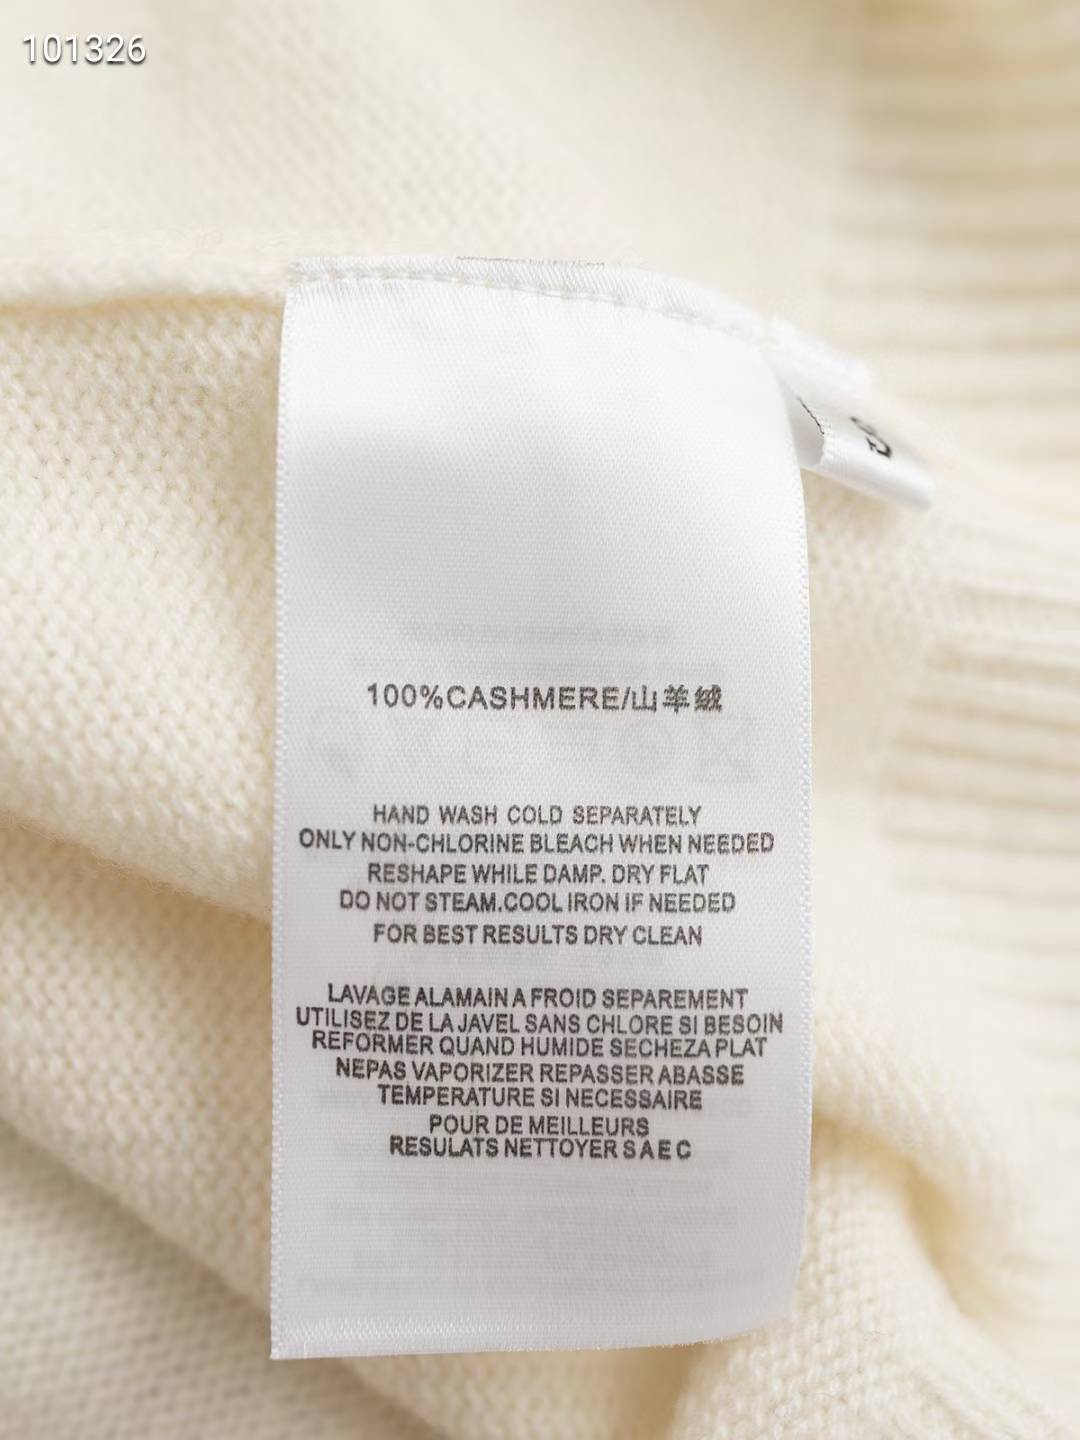 101326
100%CASHMERE/山羊绒
HAND WASH COLD SEPARATELY
ONLY NON-CHLORINE BLEACH WHEN NEEDED
RESHAPE WHILE DAMP. DRY FLAT
DO NOT STEAM.COOL IRON IF NEEDED
FOR BEST RESULTS DRY CLEAN
LAVAGE ALAMAIN A FROID SEPAREMENT
UTILISEZ DE LA JAVEL SANS CHLORE SI BESOIN
REFORMER QUAND HUMIDE SECHEZA PLAT
NEPAS VAPORIZER REPASSER ABASSE
TEMPERATURE SI NECESSAIRE
POUR DE MEILLEURS
RESULATS NETTOYER S A E C